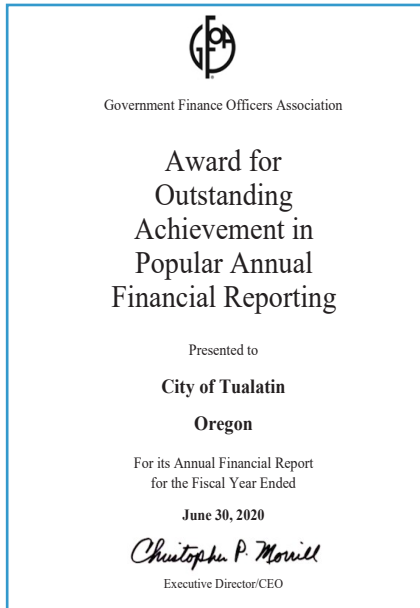 GFOA
Government Finance Officers Association
Award for
Outstanding
Achievement in
Popular Annual
Financial Reporting
Presented to
City of Tualatin
Oregon
For its Annual Financial Report
for the Fiscal Year Ended
June 30, 2020
Christopher P. Morrill
Executive Director/CEO